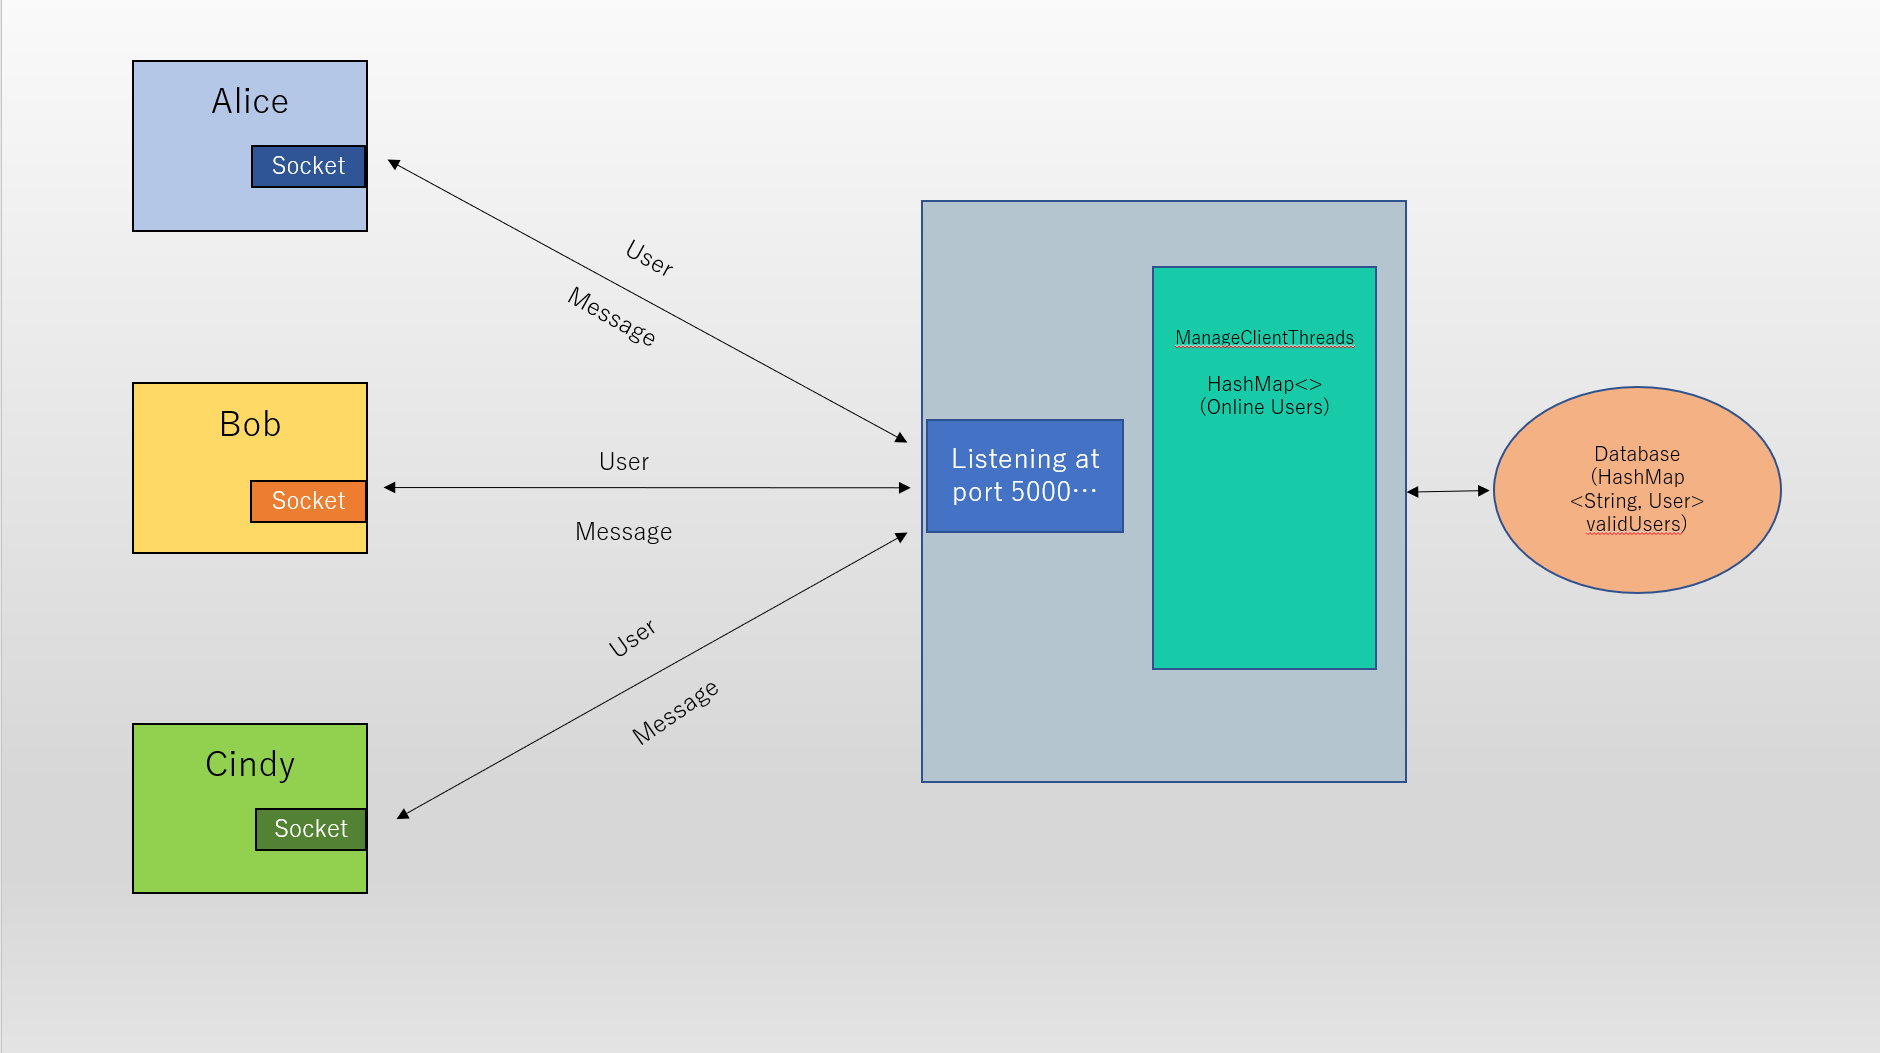 Alice
Socket
User
Message
Bob
Socket
User
Message
Cindy
Socket
User
Message
Listening at
port 5000…
ManageClientThreads
HashMap<>
(Online Users)
Database
(HashMap
<String, User>
validUsers)